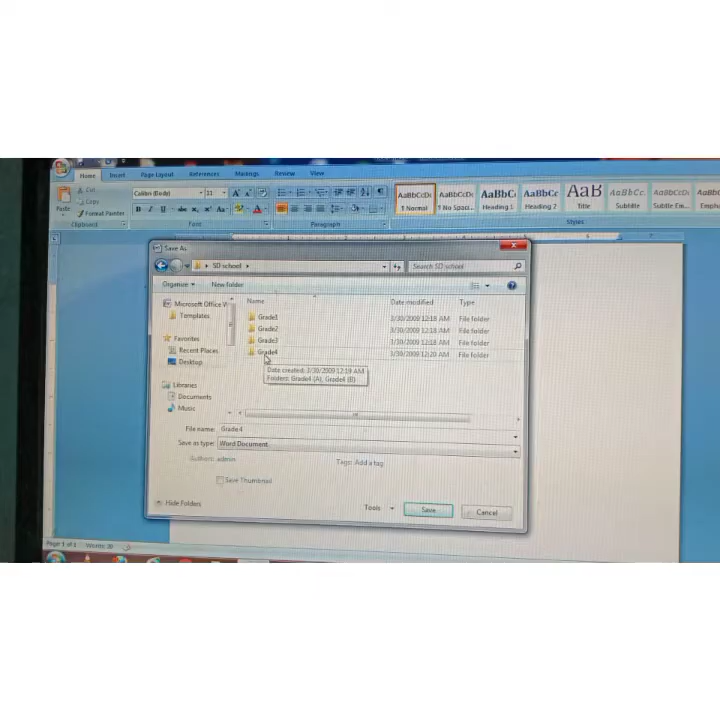 Home Insert Page Layout References Mailings Review View
Cut
Copy
Paste
Format Painter
Calibri (Body) 11
AaBbCcDc AaBbCcDc AaBbC AaBbCc AaB AaBbCc. AaBbCcDc AaBbCcDc
¶ Normal ¶ No Spaci... Heading 1 Heading 2 Title Subtitle Subtle Em... Emphas
Clipboard Font Paragraph Styles
Save As
SD school
Search SD school
Organize New folder
Microsoft Office W
Templates
Favorites
Recent Places
Desktop
Libraries
Documents
Music
Name Date modified Type
Grade1 3/30/2009 12:18 AM File folder
Grade2 3/30/2009 12:18 AM File folder
Grade3 3/30/2009 12:18 AM File folder
Grade4 3/30/2009 12:20 AM File folder
Date created: 3/30/2009 12:19 AM
Folders: Grade4 (A), Grade4 (B)
File name: Grade 4
Save as type: Word Document
Authors: admin Tags: Add a tag
Save Thumbnail
Hide Folders Tools Save Cancel
Page 1 of 1 Words: 20